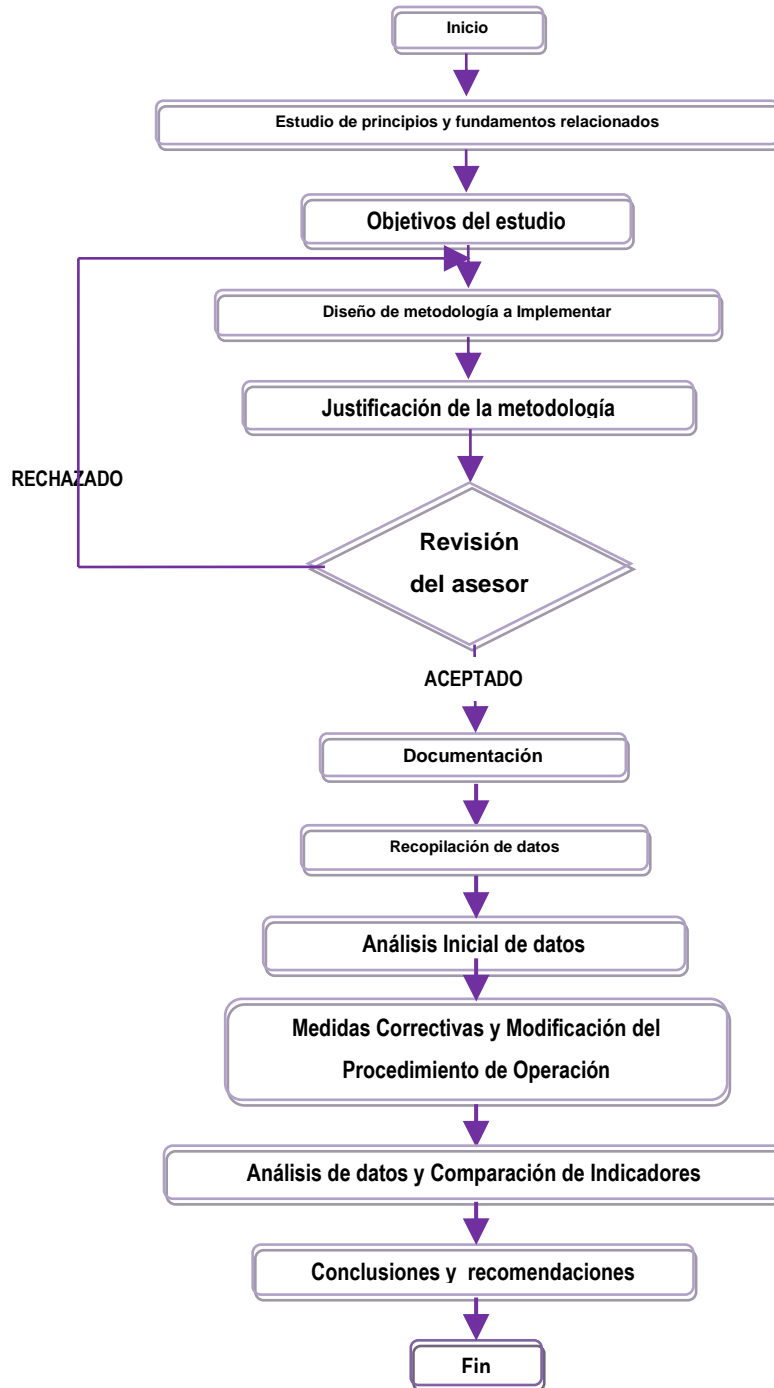 Inicio
Estudio de principios y fundamentos relacionados
Objetivos del estudio
Diseño de metodología a Implementar
Justificación de la metodología
RECHAZADO
Revisión
del asesor
ACEPTADO
Documentación
Recopilación de datos
Análisis Inicial de datos
Medidas Correctivas y Modificación del
Procedimiento de Operación
Análisis de datos y Comparación de Indicadores
Conclusiones y recomendaciones
Fin